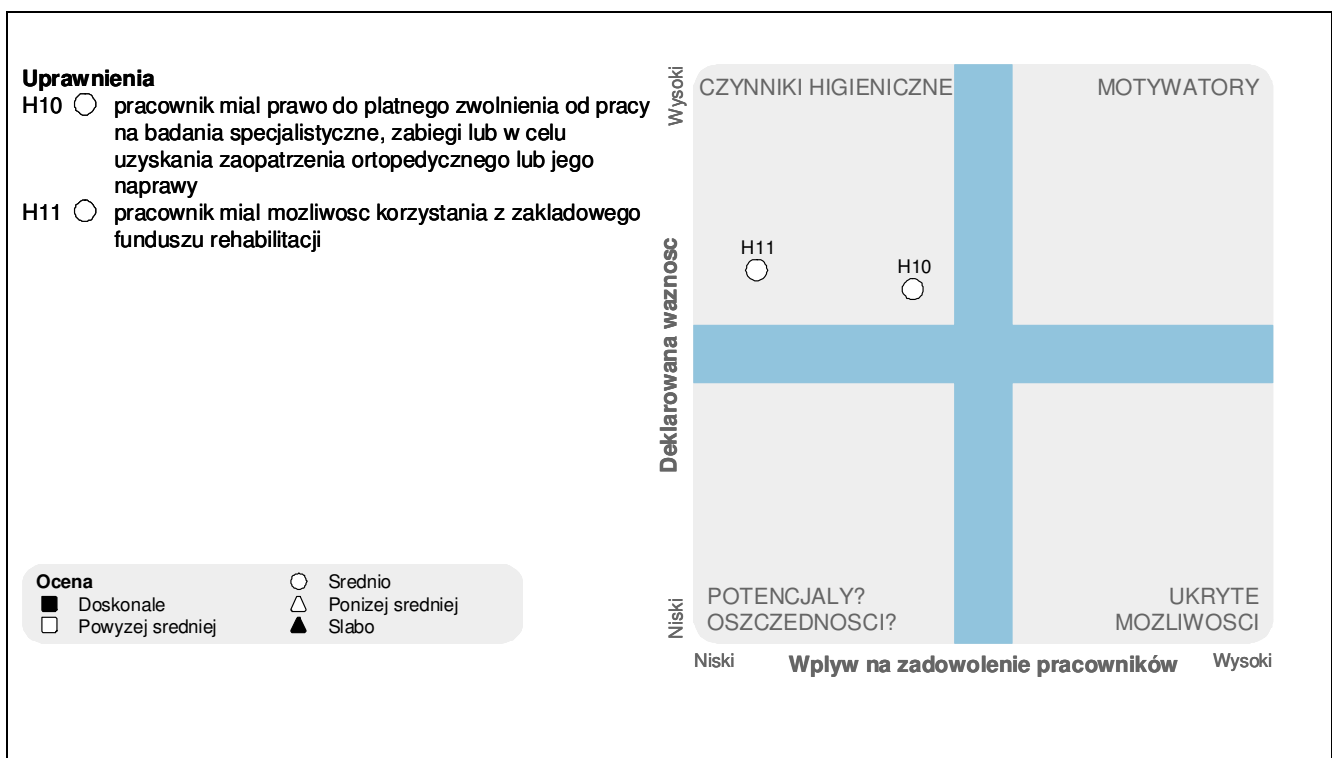 Uprawnienia
H10 pracownik mial prawo do platnego zwolnienia od pracy
na badania specjalistyczne, zabiegi lub w celu
uzyskania zaopatrzenia ortopedycznego lub jego
naprawy
H11 pracownik mial mozliwosc korzystania z zakladowego
funduszu rehabilitacji
Ocena
Doskonale
Powyzej sredniej
Srednio
Ponizej sredniej
Slabo
Wysoki
Deklarowana waznosc
Niski
CZYNNIKI HIGIENICZNE
MOTYWATORY
H11
H10
POTENCJALY?
OSZCZEDNOSCI?
UKRYTE
MOZLIWOSCI
Niski
Wplyw na zadowolenie pracowników
Wysoki